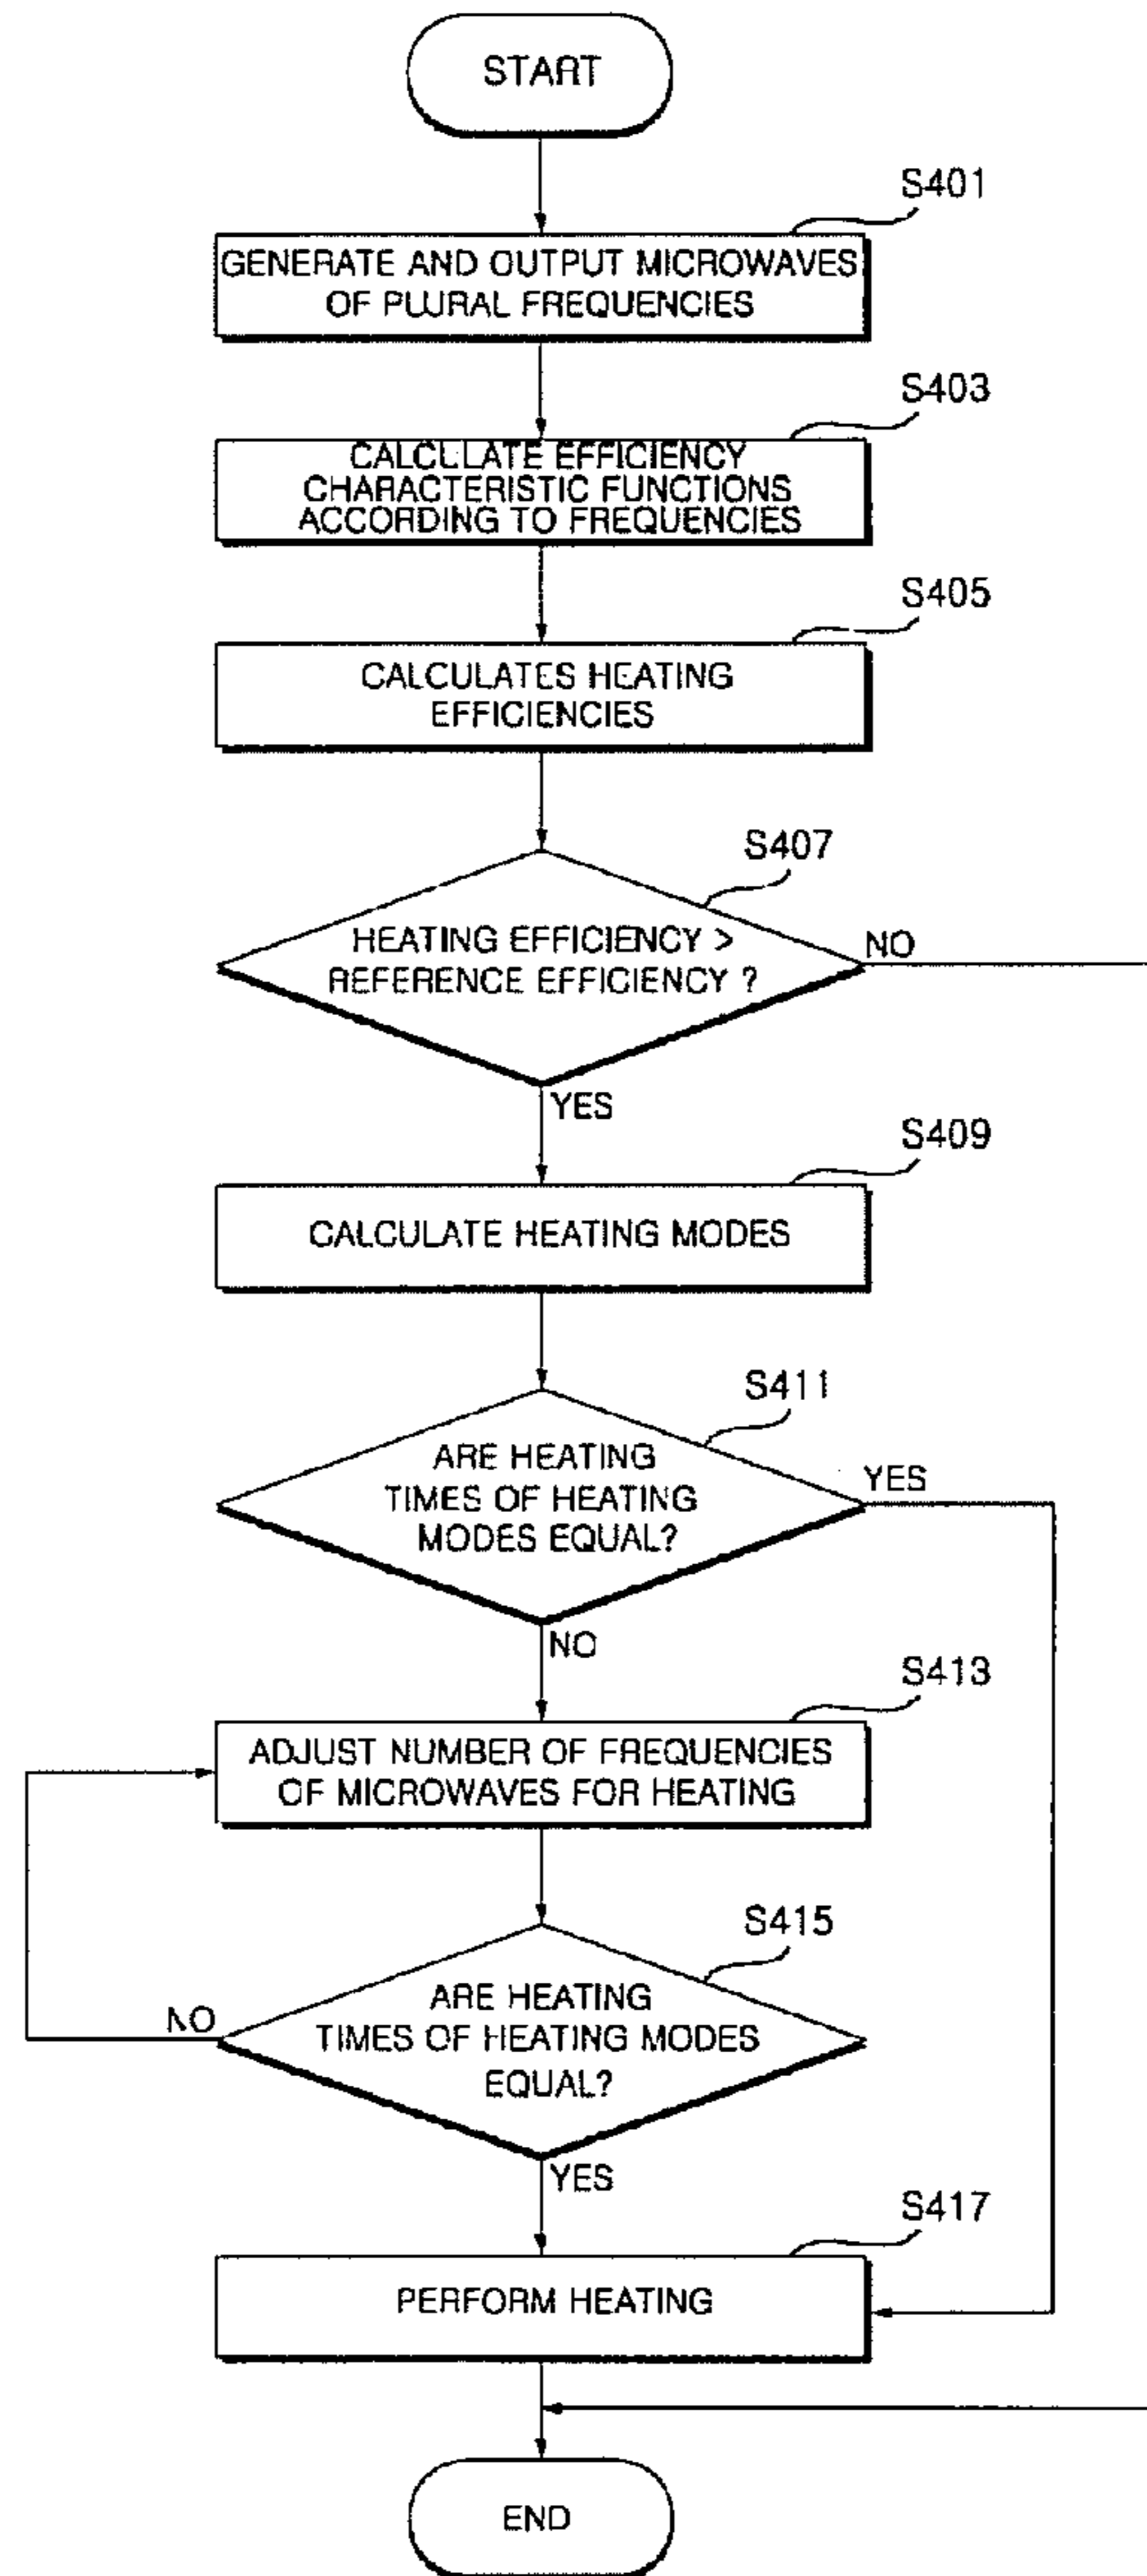 START
S401
GENERATE AND OUTPUT MICROWAVES
OF PLURAL FREQUENCIES
S403
CALCULATE EFFICIENCY
CHARACTERISTIC FUNCTIONS
ACCORDING TO FREQUENCIES
S405
CALCULATES HEATING
EFFICIENCIES
S407
HEATING EFFICIENCY >
REFERENCE EFFICIENCY ?
NO
YES
S409
CALCULATE HEATING MODES
S411
ARE HEATING
TIMES OF HEATING
MODES EQUAL?
YES
NO
S413
ADJUST NUMBER OF FREQUENCIES
OF MICROWAVES FOR HEATING
S415
ARE HEATING
TIMES OF HEATING MODES
EQUAL?
NO
YES
S417
PERFORM HEATING
END